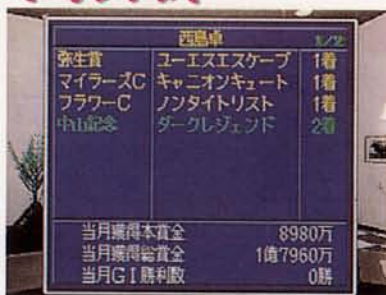 西島卓 1/2
弥生賞 ユーエスエスケープ 1着
マイラーズC キャニオンキュート 1着
フラワーC ノンタイトリスト 1着
中山記念 ダークレジェンド 2着
当月獲得本賞金 8980万
当月獲得総賞金 1億7960万
当月GI勝利数 0勝